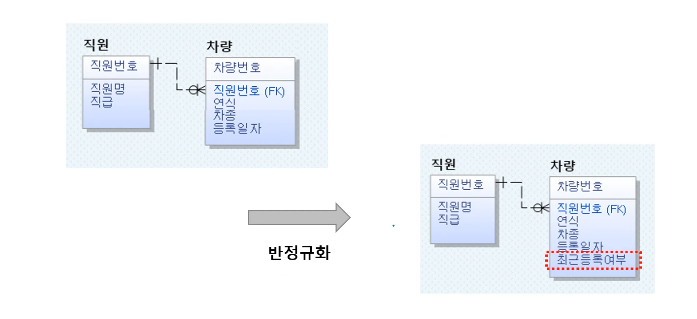 직원
차량
직원번호
차량번호
직원명
직급
직원번호 (FK)
연식
차종
등록일자
반정규화
직원
차량
직원번호
차량번호
직원명
직급
직원번호 (FK)
연식
차종
등록일자
최근등록여부